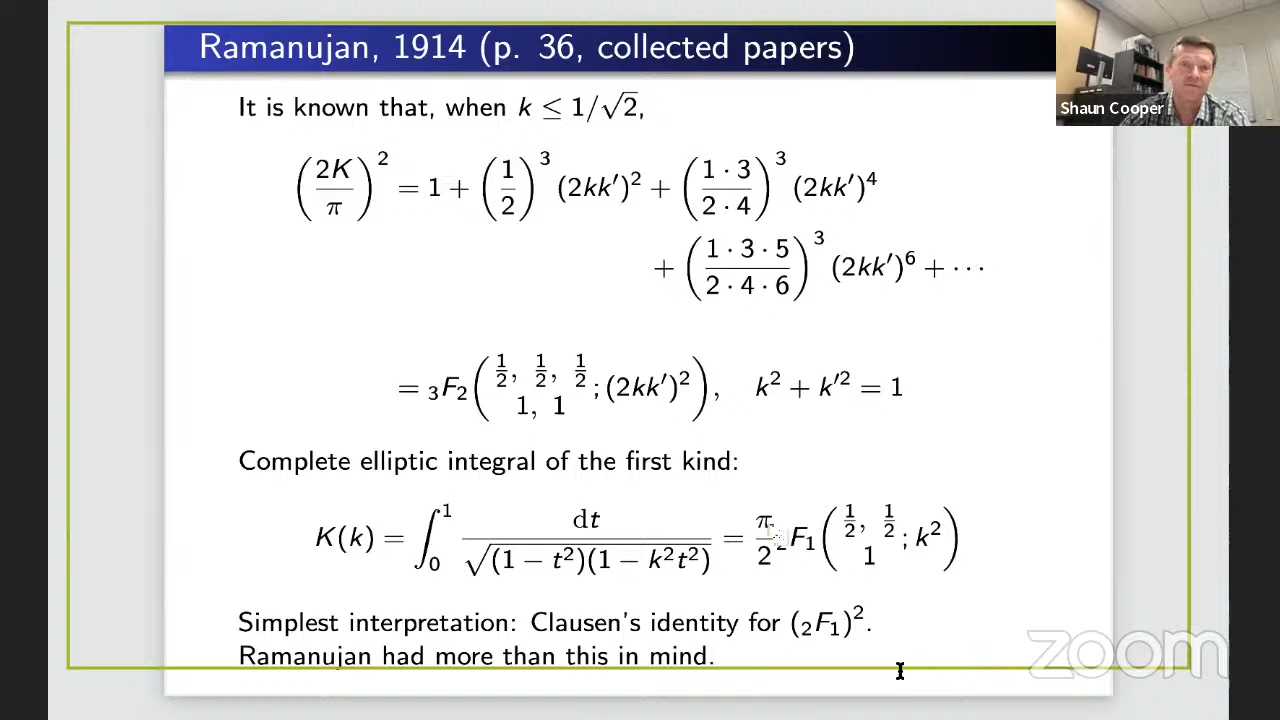 Ramanujan, 1914 (p. 36, collected papers)
Shaun Cooper
It is known that, when k ≤ 1/√2,
(2K/π)² = 1 + (1/2)³ (2kk′)² + (1·3/2·4)³ (2kk′)⁴
+ (1·3·5/2·4·6)³ (2kk′)⁶ + ···
= ₃F₂(1/2, 1/2, 1/2; 1, 1; (2kk′)²), k² + k′² = 1
Complete elliptic integral of the first kind:
K(k) = ∫₀¹ dt/√((1 − t²)(1 − k²t²)) = π/2 ₂F₁(1/2, 1/2; 1; k²)
Simplest interpretation: Clausen's identity for (₂F₁)².
Ramanujan had more than this in mind.
zoom